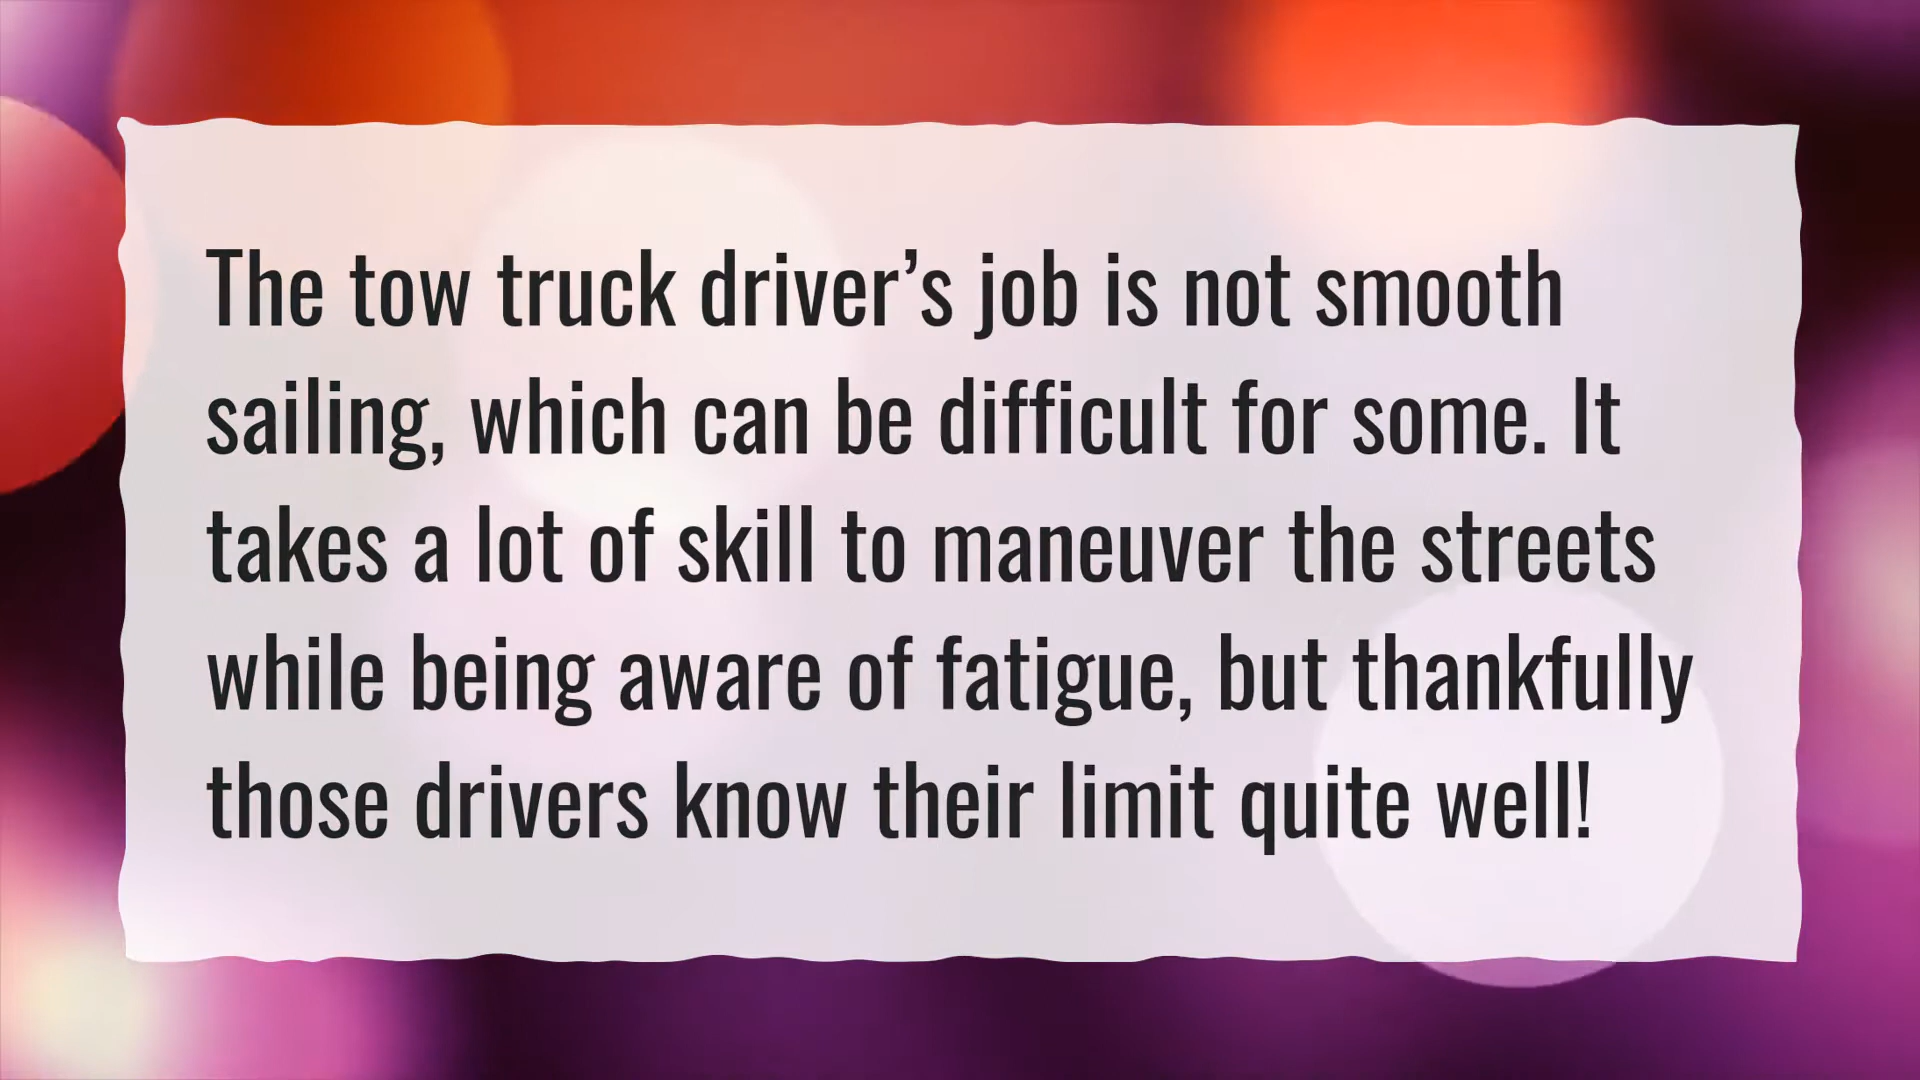 The tow truck driver’s job is not smooth
sailing, which can be difficult for some. It
takes a lot of skill to maneuver the streets
while being aware of fatigue, but thankfully
those drivers know their limit quite well!